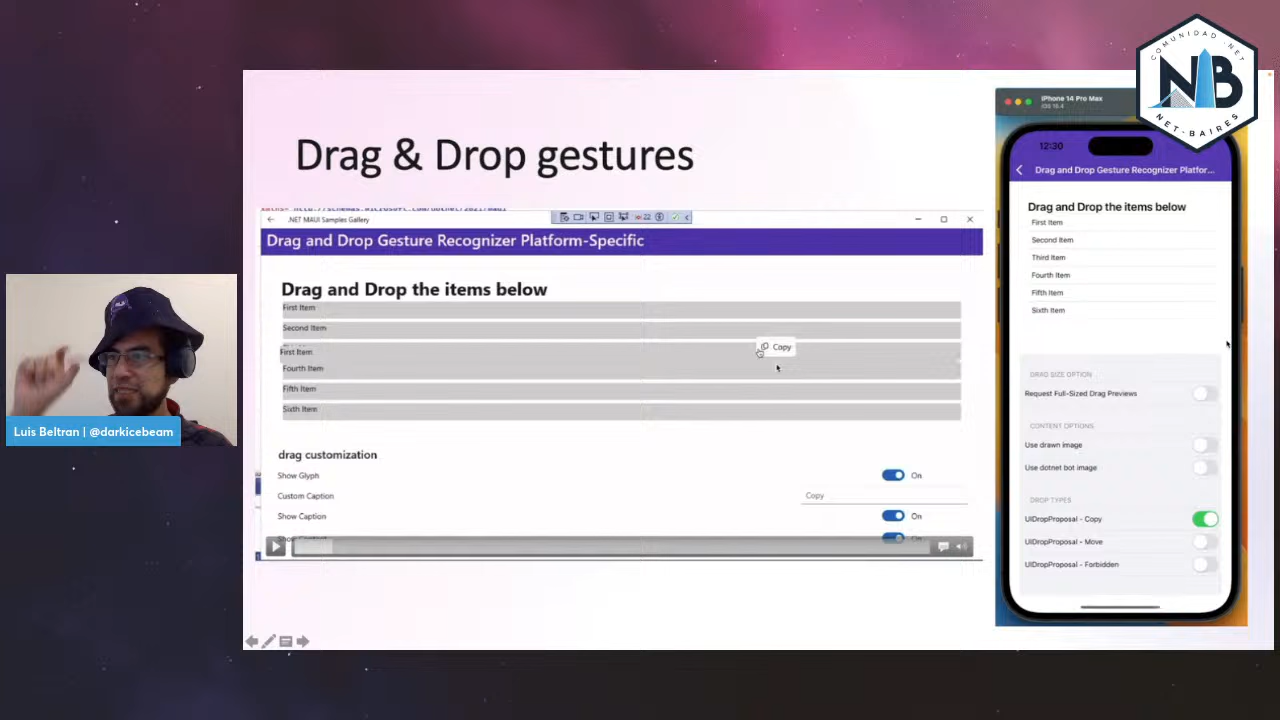 COMUNIDAD .NET
NB
NET-BAIRES
Drag & Drop gestures
.NET MAUI Samples Gallery
Drag and Drop Gesture Recognizer Platform-Specific
Drag and Drop the items below
First Item
Second Item
First Item
Copy
Fourth Item
Fifth Item
Sixth Item
drag customization
Show Glyph
On
Custom Caption
Copy
Show Caption
On
iPhone 14 Pro Max
12:30
Drag and Drop Gesture Recognizer Platfor...
Drag and Drop the items below
First Item
Second Item
Third Item
Fourth Item
Fifth Item
Sixth Item
DRAG SIZE OPTION
Request Full-Sized Drag Previews
CONTENT OPTIONS
Use drawn image
Use dotnet bot image
DROP TYPES
UIDropProposal - Copy
UIDropProposal - Move
UIDropProposal - Forbidden
Luis Beltran | @darkicebeam